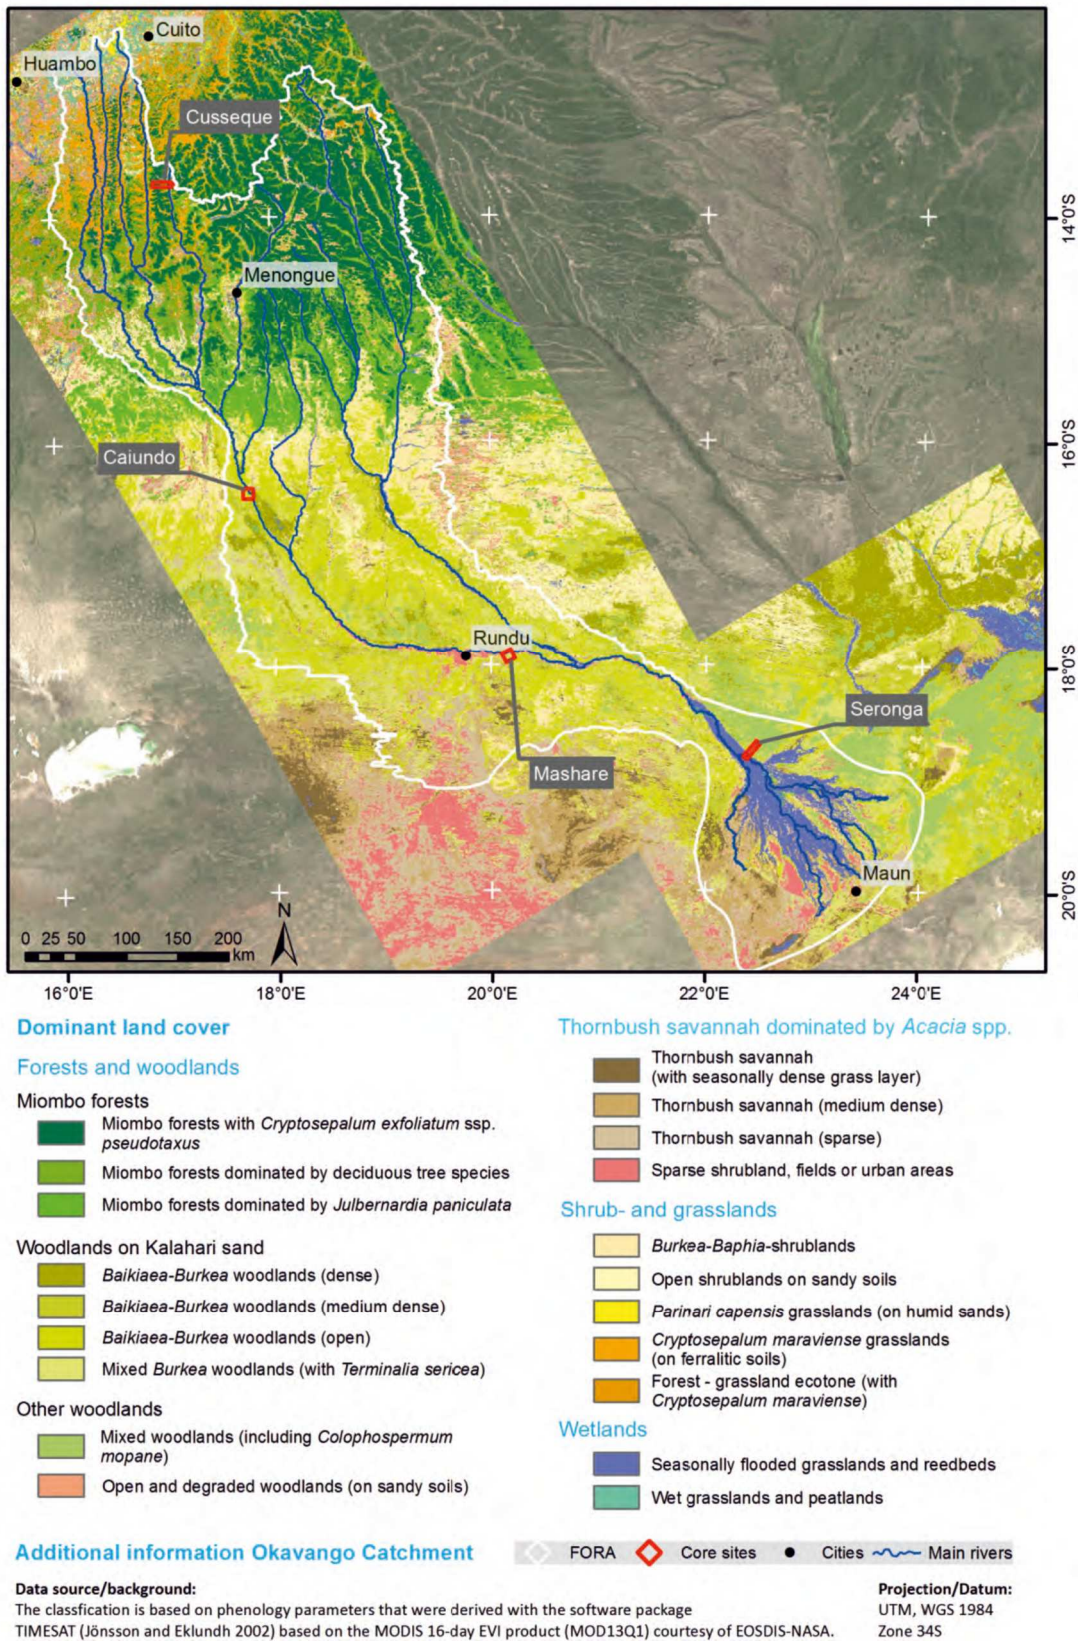 Cuito
Huambo
Cusseque
14°0'S
Menongue
16°0'S
Caiundo
Rundu
18°0'S
Seronga
Mashare
Maun
20°0'S
N
0 25 50 100 150 200
km
16°0'E 18°0'E 20°0'E 22°0'E 24°0'E
Dominant land cover
Forests and woodlands
Miombo forests
Miombo forests with Cryptosepalum exfoliatum ssp.
pseudotaxus
Miombo forests dominated by deciduous tree species
Miombo forests dominated by Julbernardia paniculata
Woodlands on Kalahari sand
Baikiaea-Burkea woodlands (dense)
Baikiaea-Burkea woodlands (medium dense)
Baikiaea-Burkea woodlands (open)
Mixed Burkea woodlands (with Terminalia sericea)
Other woodlands
Mixed woodlands (including Colophospermum
mopane)
Open and degraded woodlands (on sandy soils)
Thornbush savannah dominated by Acacia spp.
Thornbush savannah
(with seasonally dense grass layer)
Thornbush savannah (medium dense)
Thornbush savannah (sparse)
Sparse shrubland, fields or urban areas
Shrub- and grasslands
Burkea-Baphia-shrublands
Open shrublands on sandy soils
Parinari capensis grasslands (on humid sands)
Cryptosepalum maraviense grasslands
(on ferralitic soils)
Forest - grassland ecotone (with
Cryptosepalum maraviense)
Wetlands
Seasonally flooded grasslands and reedbeds
Wet grasslands and peatlands
Additional information Okavango Catchment
FORA Core sites Cities Main rivers
Data source/background:
The classfication is based on phenology parameters that were derived with the software package
TIMESAT (Jönsson and Eklundh 2002) based on the MODIS 16-day EVI product (MOD13Q1) courtesy of EOSDIS-NASA.
Projection/Datum:
UTM, WGS 1984
Zone 34S